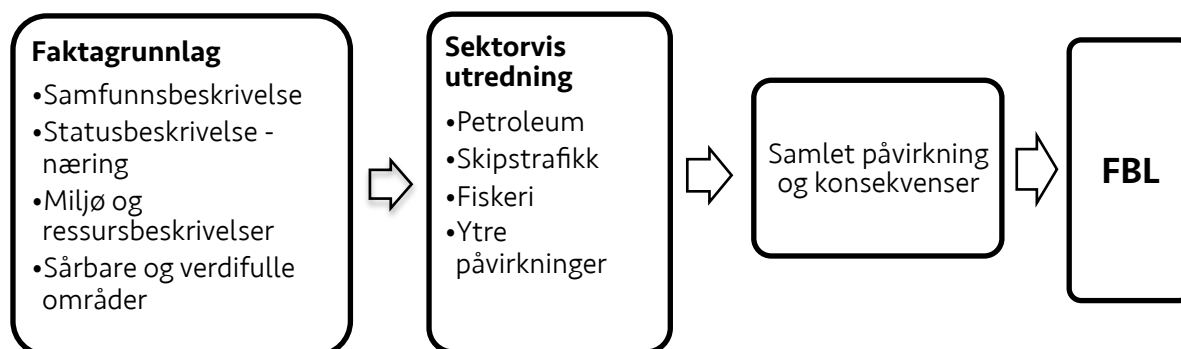 Faktagrunnlag
•Samfunnsbeskrivelse
•Statusbeskrivelse -
næring
•Miljø og
ressursbeskrivelser
•Sårbare og verdifulle
områder
Sektorvis
utredning
•Petroleum
•Skipstrafikk
•Fiskeri
•Ytre
påvirkninger
Samlet påvirkning
og konsekvenser
FBL